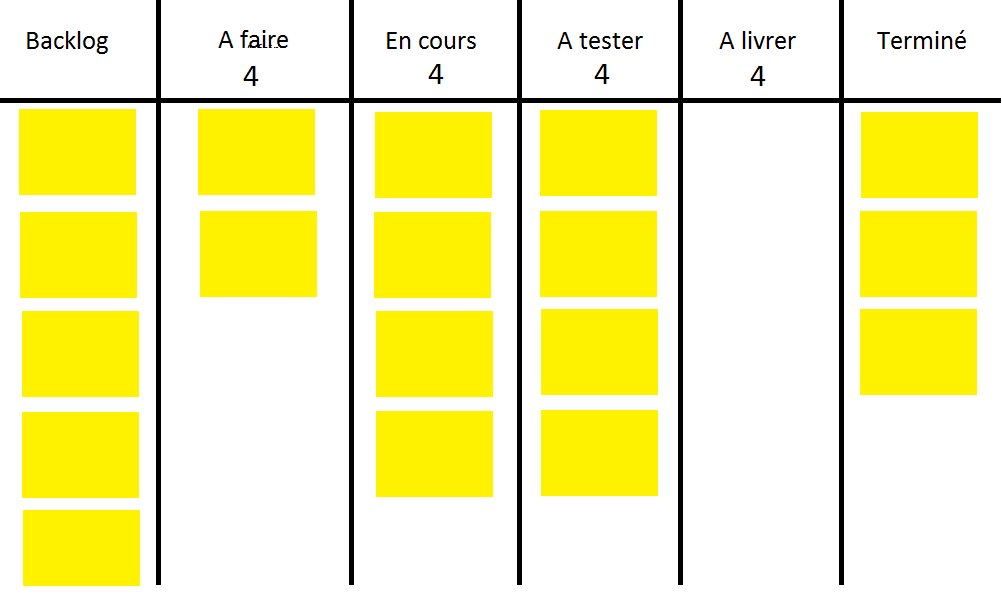 Backlog
A faire
4
En cours
4
A tester
4
A livrer
4
Terminé